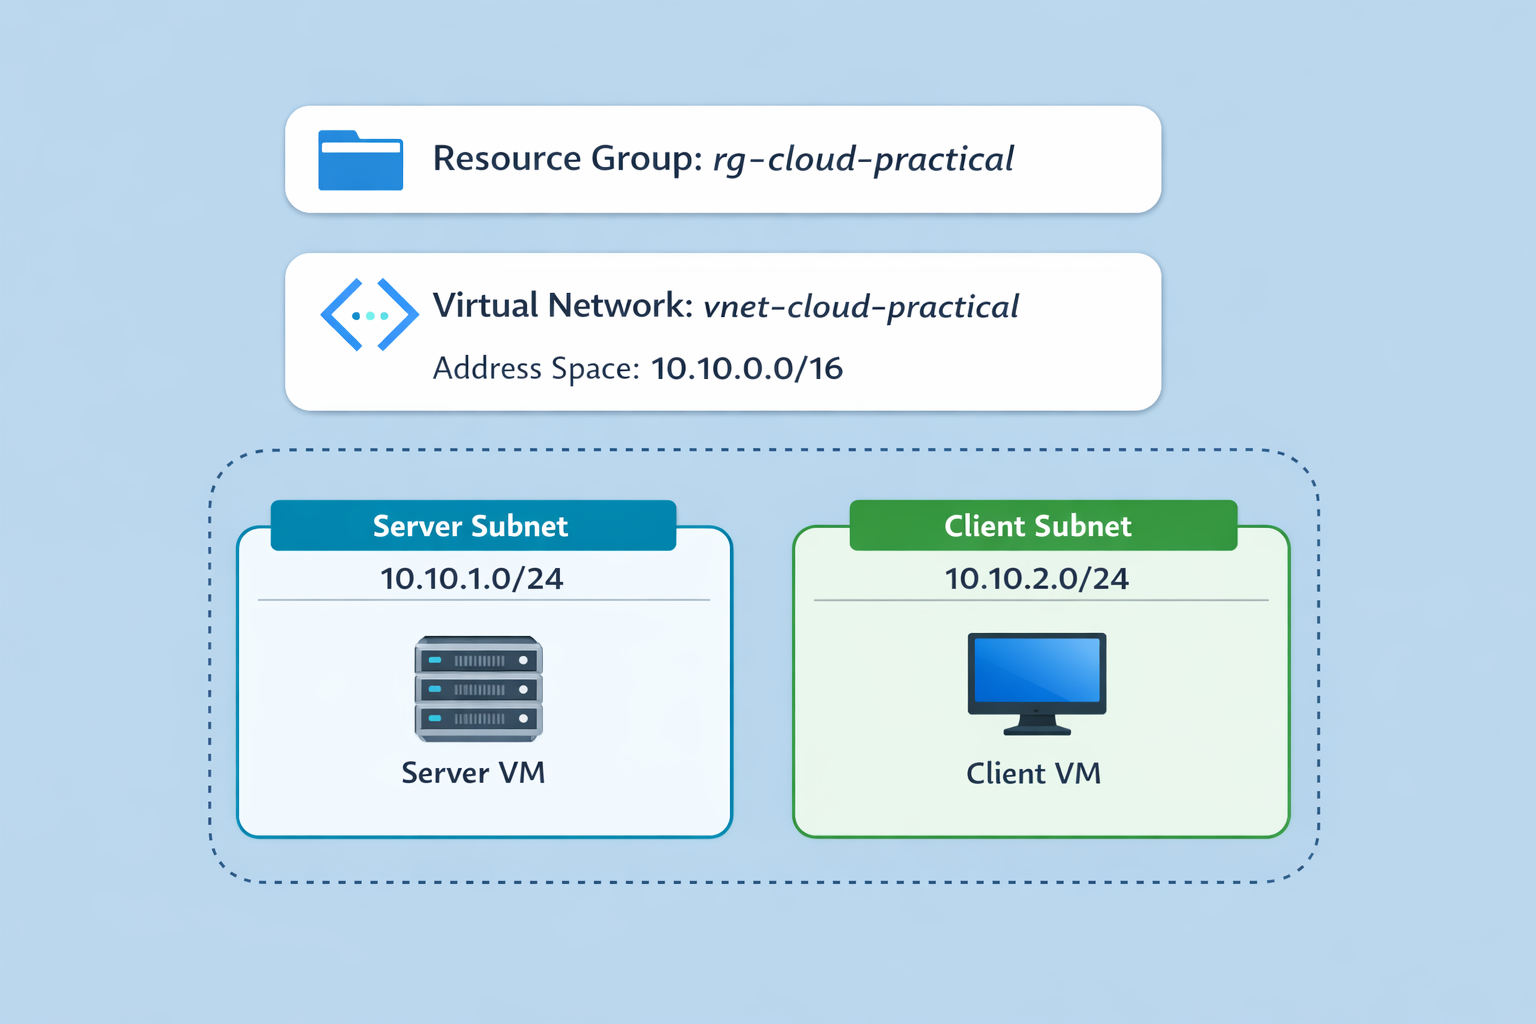 Resource Group: rg-cloud-practical
Virtual Network: vnet-cloud-practical
Address Space: 10.10.0.0/16
Server Subnet
10.10.1.0/24
Server VM
Client Subnet
10.10.2.0/24
Client VM